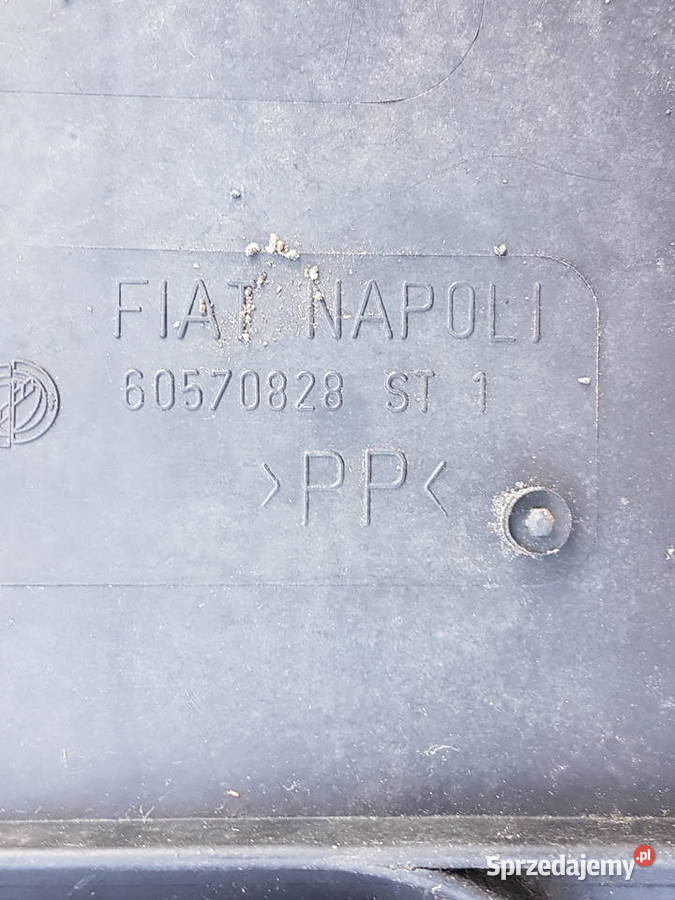 FIAT NAPOLI
60570828 ST 1
>PP<
Sprzedajemy.pl